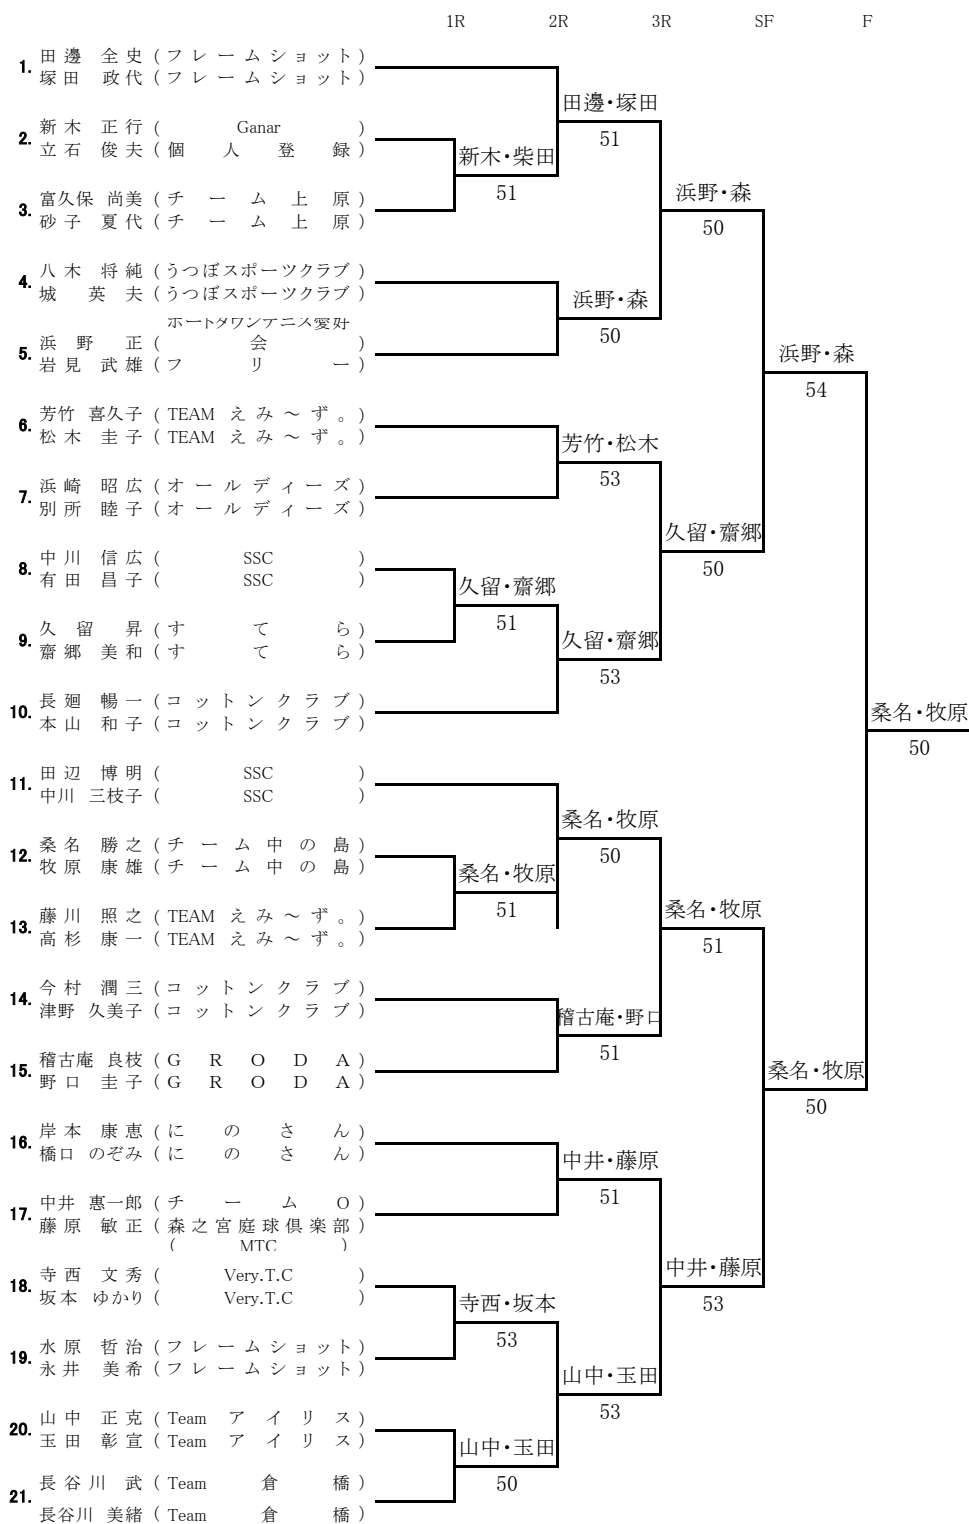 1R 2R 3R SF F
1. 田邊 全史 (フレームショット)
塚田 政代 (フレームショット)
田邊・塚田
51
2. 新木 正行 ( Ganar )
立石 俊夫 (個人登録)
新木・柴田
51
3. 富久保 尚美 (チーム上原)
砂子 夏代 (チーム上原)
浜野・森
50
4. 八木 将純 (うつぼスポーツクラブ)
城 英夫 (うつぼスポーツクラブ)
浜野・森
50
ポートタウンテニス愛好
5. 浜野 正 ( 会 )
岩見 武雄 (フリー)
浜野・森
54
6. 芳竹 喜久子 (TEAM えみ～ず。)
松木 圭子 (TEAM えみ～ず。)
芳竹・松木
53
7. 浜崎 昭広 (オールディーズ)
別所 睦子 (オールディーズ)
久留・齋郷
50
8. 中川 信広 ( SSC )
有田 昌子 ( SSC )
久留・齋郷
51
9. 久留 昇 (すてら)
齋郷 美和 (すてら)
久留・齋郷
53
10. 長廻 暢一 (コットンクラブ)
本山 和子 (コットンクラブ)
桑名・牧原
50
11. 田辺 博明 ( SSC )
中川 三枝子 ( SSC )
桑名・牧原
50
12. 桑名 勝之 (チーム中の島)
牧原 康雄 (チーム中の島)
桑名・牧原
51
13. 藤川 照之 (TEAM えみ～ず。)
高杉 康一 (TEAM えみ～ず。)
桑名・牧原
51
14. 今村 潤三 (コットンクラブ)
津野 久美子 (コットンクラブ)
稽古庵・野口
51
15. 稽古庵 良枝 (GRODA)
野口 圭子 (GRODA)
桑名・牧原
50
16. 岸本 康恵 (にのさん)
橋口 のぞみ (にのさん)
中井・藤原
51
17. 中井 惠一郎 (チームO)
藤原 敏正 (森之宮庭球倶楽部)
( MTC )
中井・藤原
53
18. 寺西 文秀 ( Very.T.C )
坂本 ゆかり ( Very.T.C )
寺西・坂本
53
19. 水原 哲治 (フレームショット)
永井 美希 (フレームショット)
山中・玉田
53
20. 山中 正克 (Team アイリス)
玉田 彰宣 (Team アイリス)
山中・玉田
50
21. 長谷川 武 (Team 倉橋)
長谷川 美緒 (Team 倉橋)